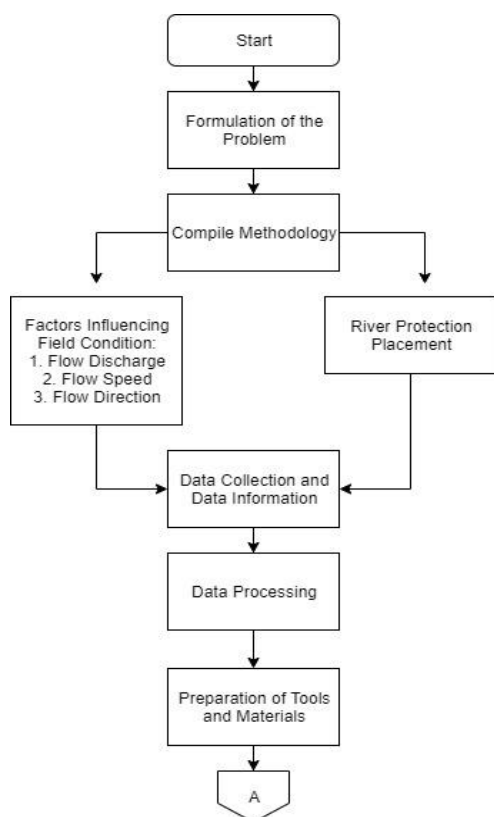 Start
Formulation of the
Problem
Compile Methodology
Factors Influencing
Field Condition:
1. Flow Discharge
2. Flow Speed
3. Flow Direction
River Protection
Placement
Data Collection and
Data Information
Data Processing
Preparation of Tools
and Materials
A